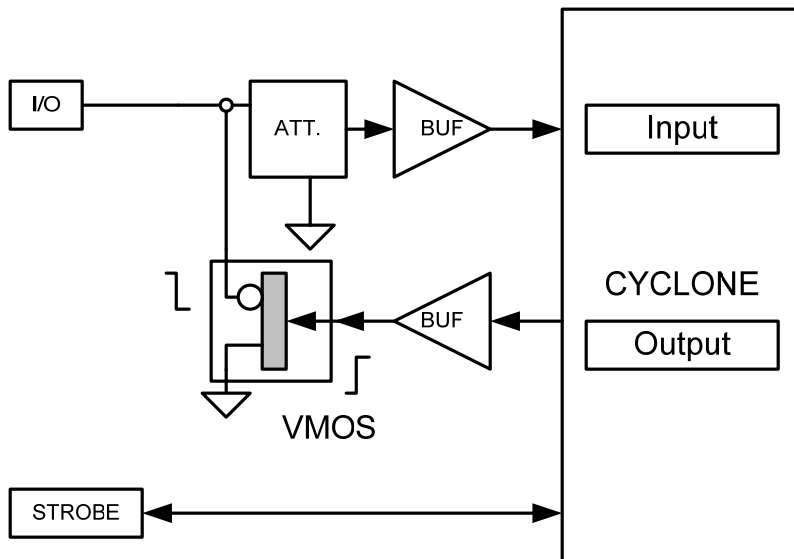 I/O
ATT.
BUF
Input
CYCLONE
BUF
Output
VMOS
STROBE